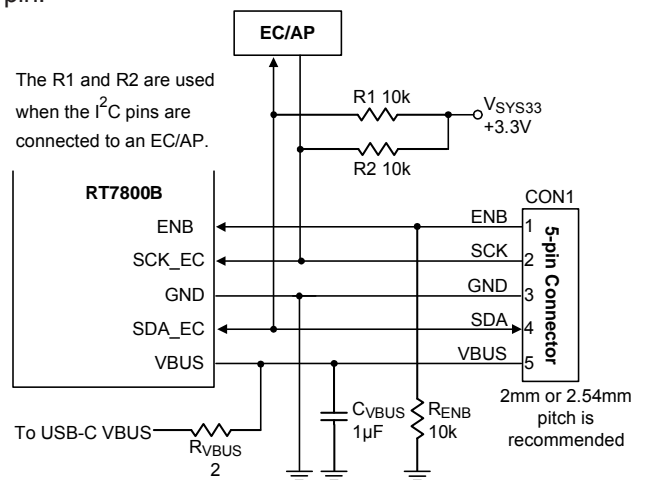 pin.
EC/AP
The R1 and R2 are used
when the I²C pins are
connected to an EC/AP.
R1 10k
VSYS33
+3.3V
R2 10k
RT7800B
CON1
ENB
ENB
1
SCK_EC
SCK
2
GND
GND
3
SDA_EC
SDA
4
VBUS
VBUS
5
5-pin Connector
2mm or 2.54mm
pitch is
recommended
To USB-C VBUS
RVBUS
2
CVBUS
1µF
RENB
10k